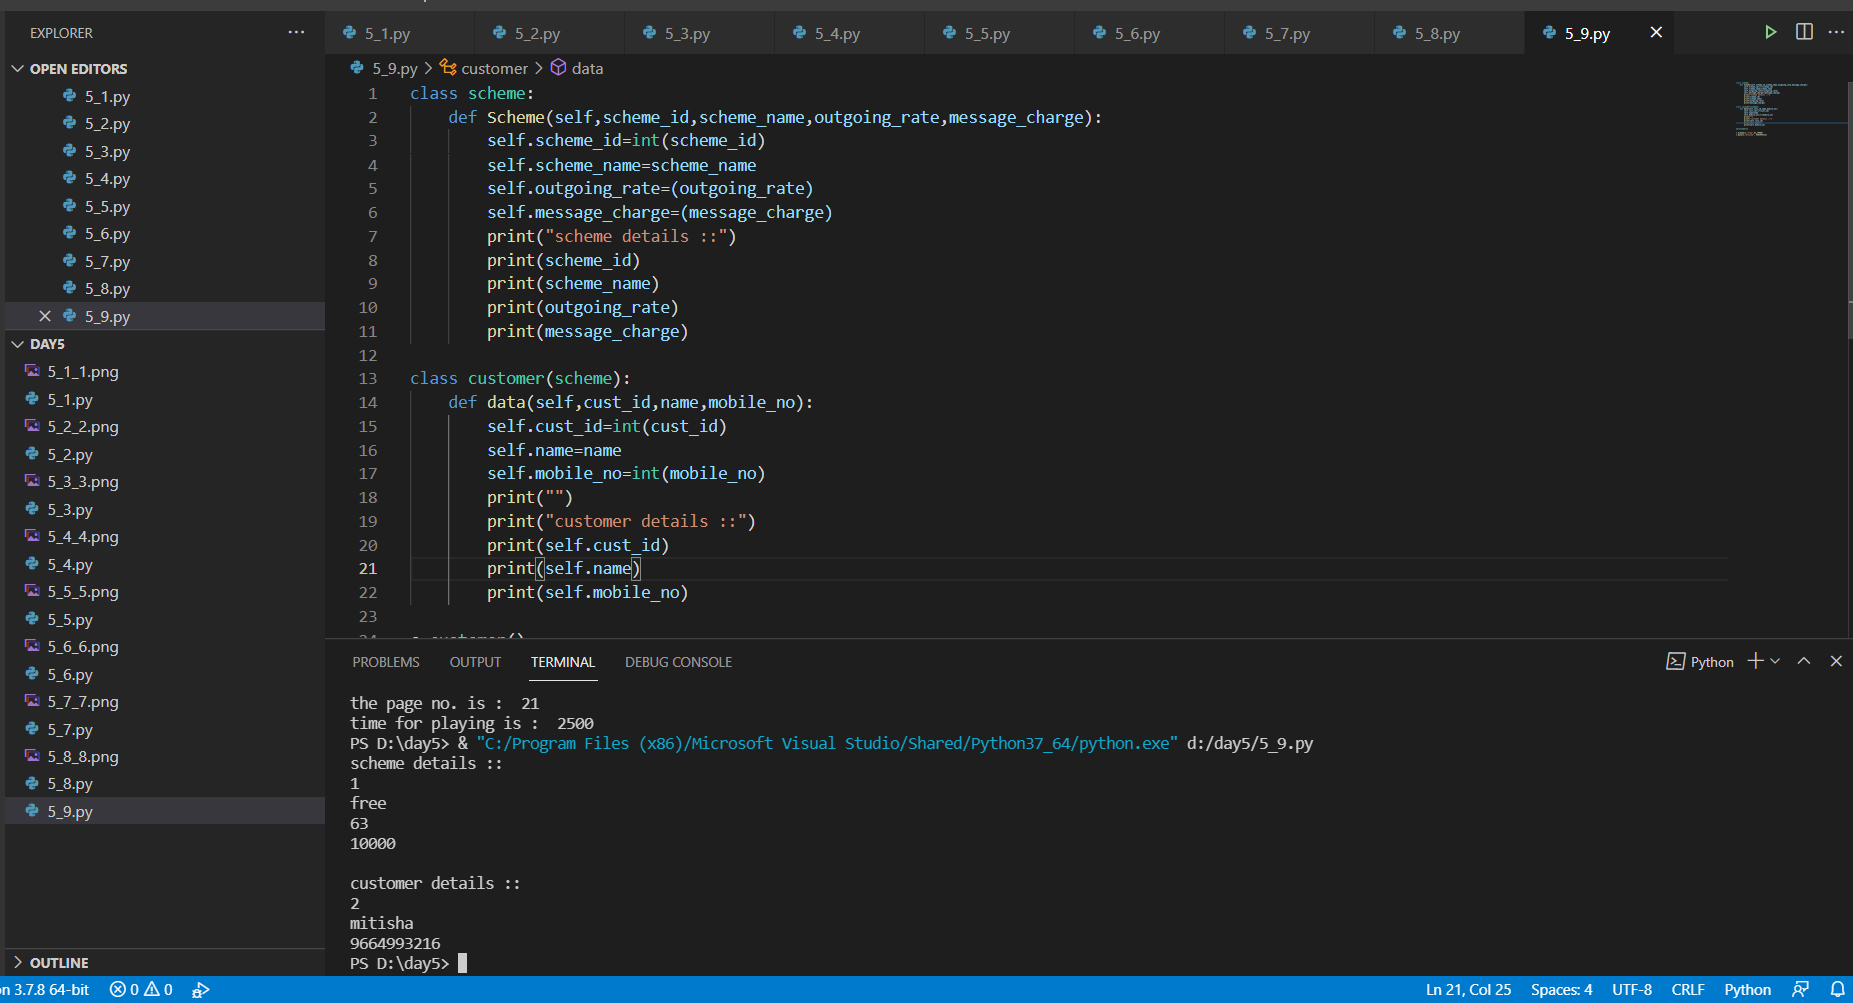 EXPLORER
OPEN EDITORS
5_1.py
5_2.py
5_3.py
5_4.py
5_5.py
5_6.py
5_7.py
5_8.py
5_9.py
DAY5
5_1_1.png
5_1.py
5_2_2.png
5_2.py
5_3_3.png
5_3.py
5_4_4.png
5_4.py
5_5_5.png
5_5.py
5_6_6.png
5_6.py
5_7_7.png
5_7.py
5_8_8.png
5_8.py
5_9.py
OUTLINE
5_1.py 5_2.py 5_3.py 5_4.py 5_5.py 5_6.py 5_7.py 5_8.py 5_9.py
5_9.py > customer > data
1 class scheme:
2     def Scheme(self,scheme_id,scheme_name,outgoing_rate,message_charge):
3         self.scheme_id=int(scheme_id)
4         self.scheme_name=scheme_name
5         self.outgoing_rate=(outgoing_rate)
6         self.message_charge=(message_charge)
7         print("scheme details ::")
8         print(scheme_id)
9         print(scheme_name)
10         print(outgoing_rate)
11         print(message_charge)
12
13 class customer(scheme):
14     def data(self,cust_id,name,mobile_no):
15         self.cust_id=int(cust_id)
16         self.name=name
17         self.mobile_no=int(mobile_no)
18         print("")
19         print("customer details ::")
20         print(self.cust_id)
21         print(self.name)
22         print(self.mobile_no)
23
PROBLEMS OUTPUT TERMINAL DEBUG CONSOLE Python
the page no. is :  21
time for playing is :  2500
PS D:\day5> & "C:/Program Files (x86)/Microsoft Visual Studio/Shared/Python37_64/python.exe" d:/day5/5_9.py
scheme details ::
1
free
63
10000
customer details ::
2
mitisha
9664993216
PS D:\day5>
on 3.7.8 64-bit 0 0 Ln 21, Col 25 Spaces: 4 UTF-8 CRLF Python